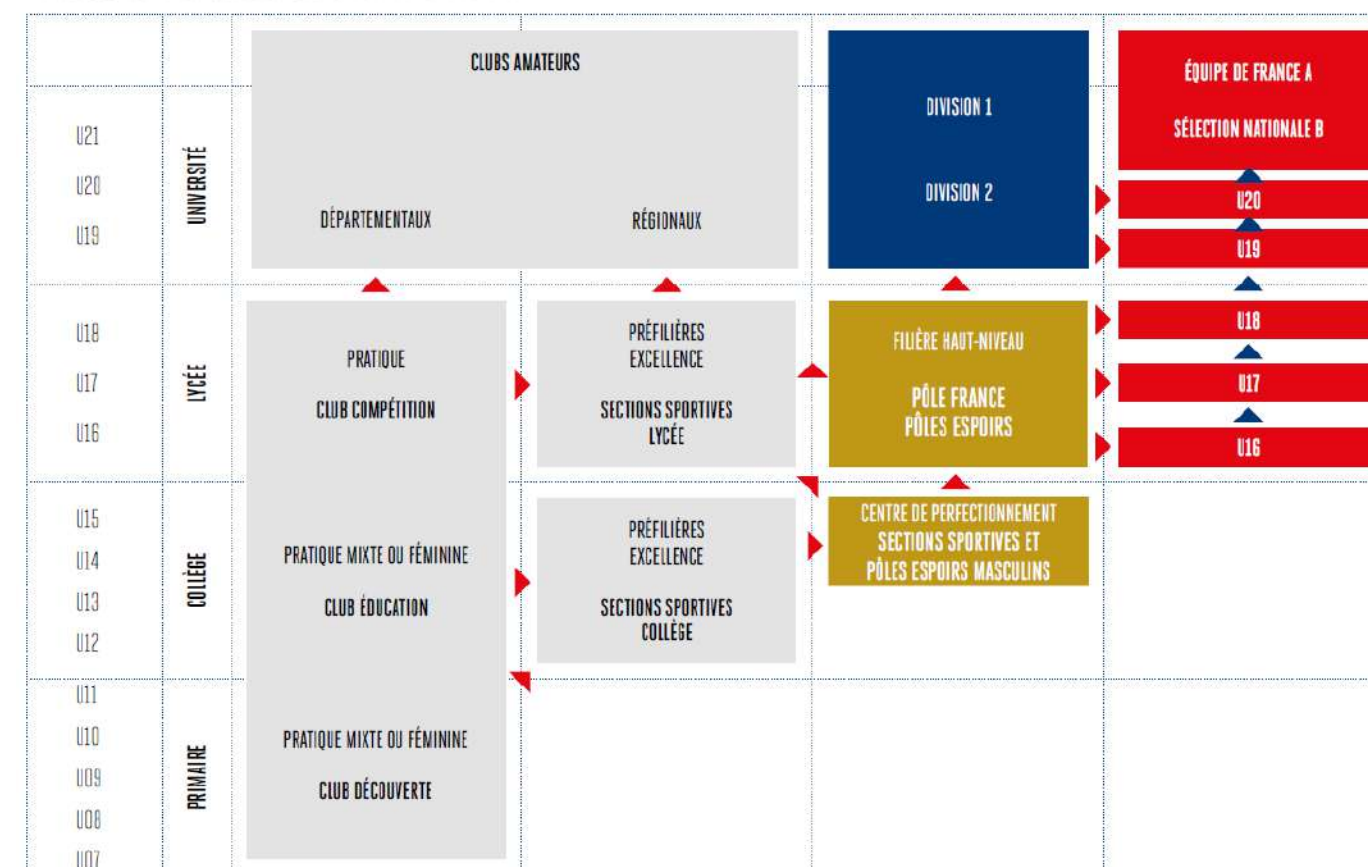 CLUBS AMATEURS
DÉPARTEMENTAUX
RÉGIONAUX
DIVISION 1
DIVISION 2
ÉQUIPE DE FRANCE A
SÉLECTION NATIONALE B
U20
U19
U21
U20
U19
UNIVERSITÉ
U18
U17
U16
LYCÉE
PRATIQUE
CLUB COMPÉTITION
PRÉFILIÈRES
EXCELLENCE
SECTIONS SPORTIVES
LYCÉE
FILIÈRE HAUT-NIVEAU
PÔLE FRANCE
PÔLES ESPOIRS
U18
U17
U16
U15
U14
U13
U12
COLLÈGE
PRATIQUE MIXTE OU FÉMININE
CLUB ÉDUCATION
PRÉFILIÈRES
EXCELLENCE
SECTIONS SPORTIVES
COLLÈGE
CENTRE DE PERFECTIONNEMENT
SECTIONS SPORTIVES ET
PÔLES ESPOIRS MASCULINS
U11
U10
U09
U08
U07
PRIMAIRE
PRATIQUE MIXTE OU FÉMININE
CLUB DÉCOUVERTE